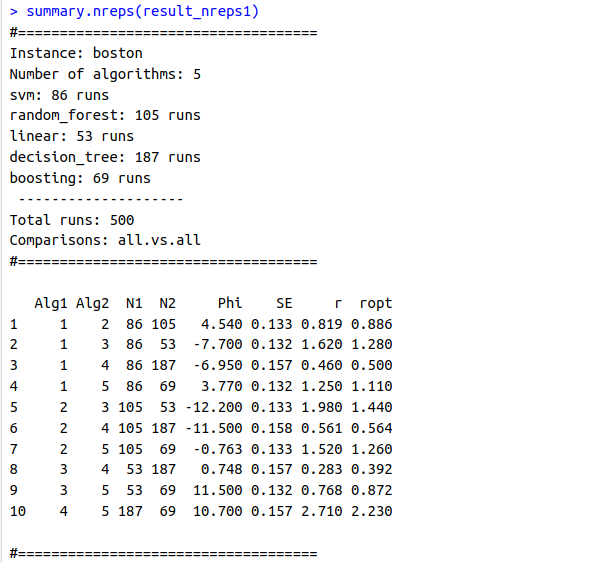 > summary.nreps(result_nreps1)
#====================================
Instance: boston
Number of algorithms: 5
svm: 86 runs
random_forest: 105 runs
linear: 53 runs
decision_tree: 187 runs
boosting: 69 runs
 --------------------
Total runs: 500
Comparisons: all.vs.all
#====================================

   Alg1 Alg2  N1  N2     Phi    SE     r  ropt
1     1    2  86 105   4.540 0.133 0.819 0.886
2     1    3  86  53  -7.700 0.132 1.620 1.280
3     1    4  86 187  -6.950 0.157 0.460 0.500
4     1    5  86  69   3.770 0.132 1.250 1.110
5     2    3 105  53 -12.200 0.133 1.980 1.440
6     2    4 105 187 -11.500 0.158 0.561 0.564
7     2    5 105  69  -0.763 0.133 1.520 1.260
8     3    4  53 187   0.748 0.157 0.283 0.392
9     3    5  53  69  11.500 0.132 0.768 0.872
10    4    5 187  69  10.700 0.157 2.710 2.230

#====================================